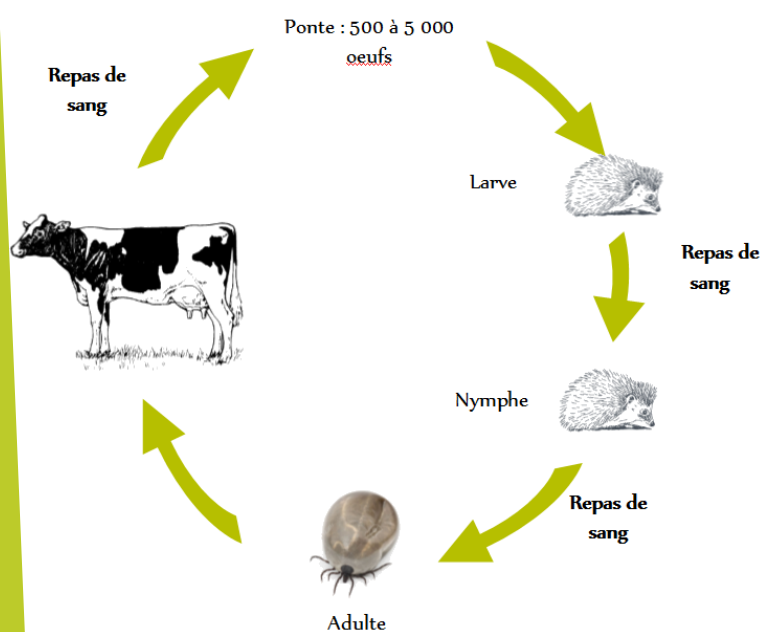 Ponte : 500 à 5 000
oeufs
Repas de
sang
Larve
Repas de
sang
Nymphe
Repas de
sang
Adulte